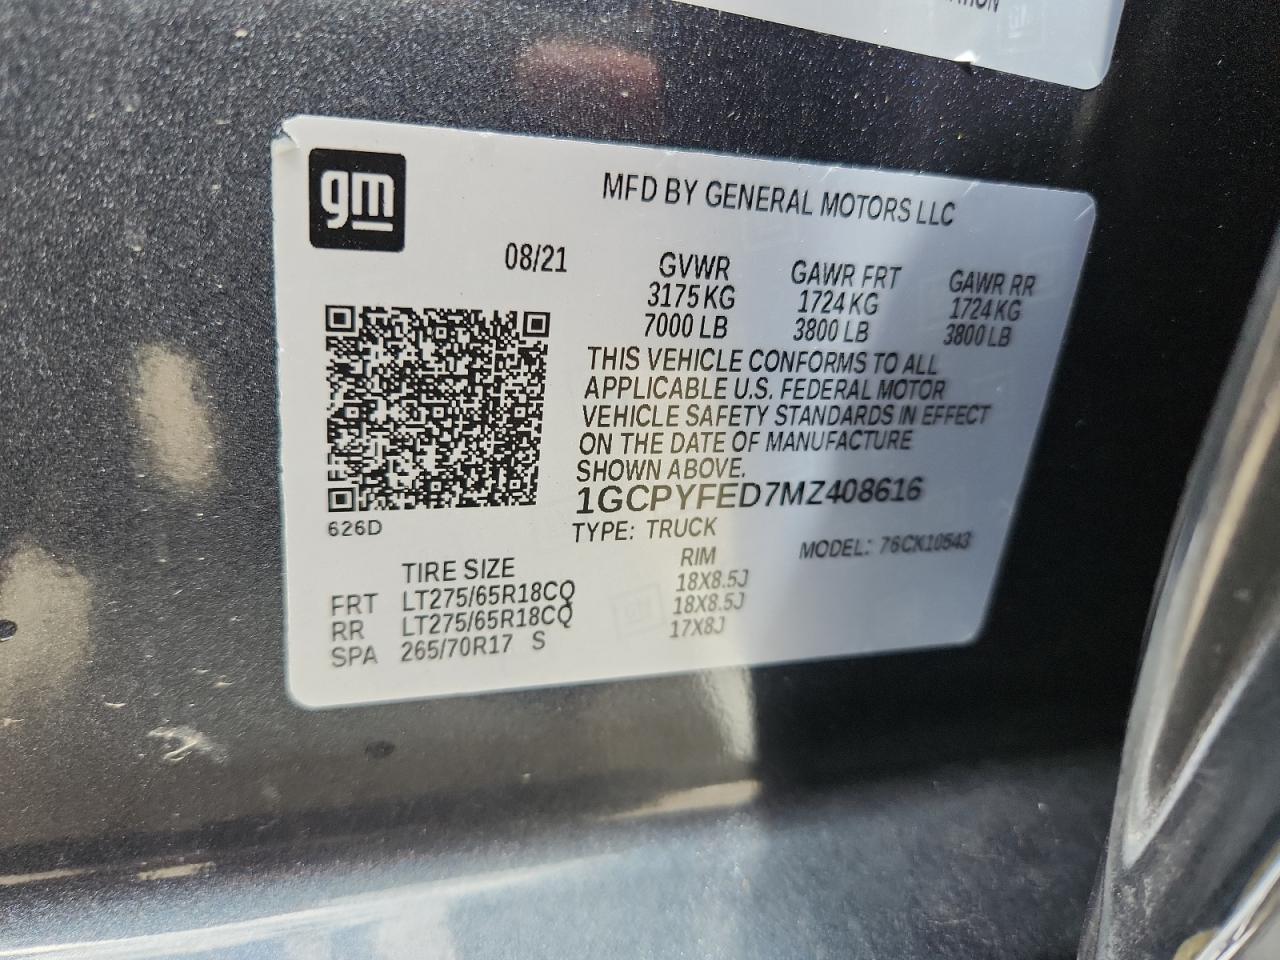 gm
MFD BY GENERAL MOTORS LLC
08/21
GVWR GAWR FRT GAWR RR
3175 KG 1724 KG 1724 KG
7000 LB 3800 LB 3800 LB
THIS VEHICLE CONFORMS TO ALL
APPLICABLE U.S. FEDERAL MOTOR
VEHICLE SAFETY STANDARDS IN EFFECT
ON THE DATE OF MANUFACTURE
SHOWN ABOVE.
1GCPYFED7MZ408616
626D
TYPE: TRUCK MODEL: 76CK10543
TIRE SIZE RIM
FRT LT275/65R18CQ 18X8.5J
RR LT275/65R18CQ 18X8.5J
SPA 265/70R17 S 17X8J